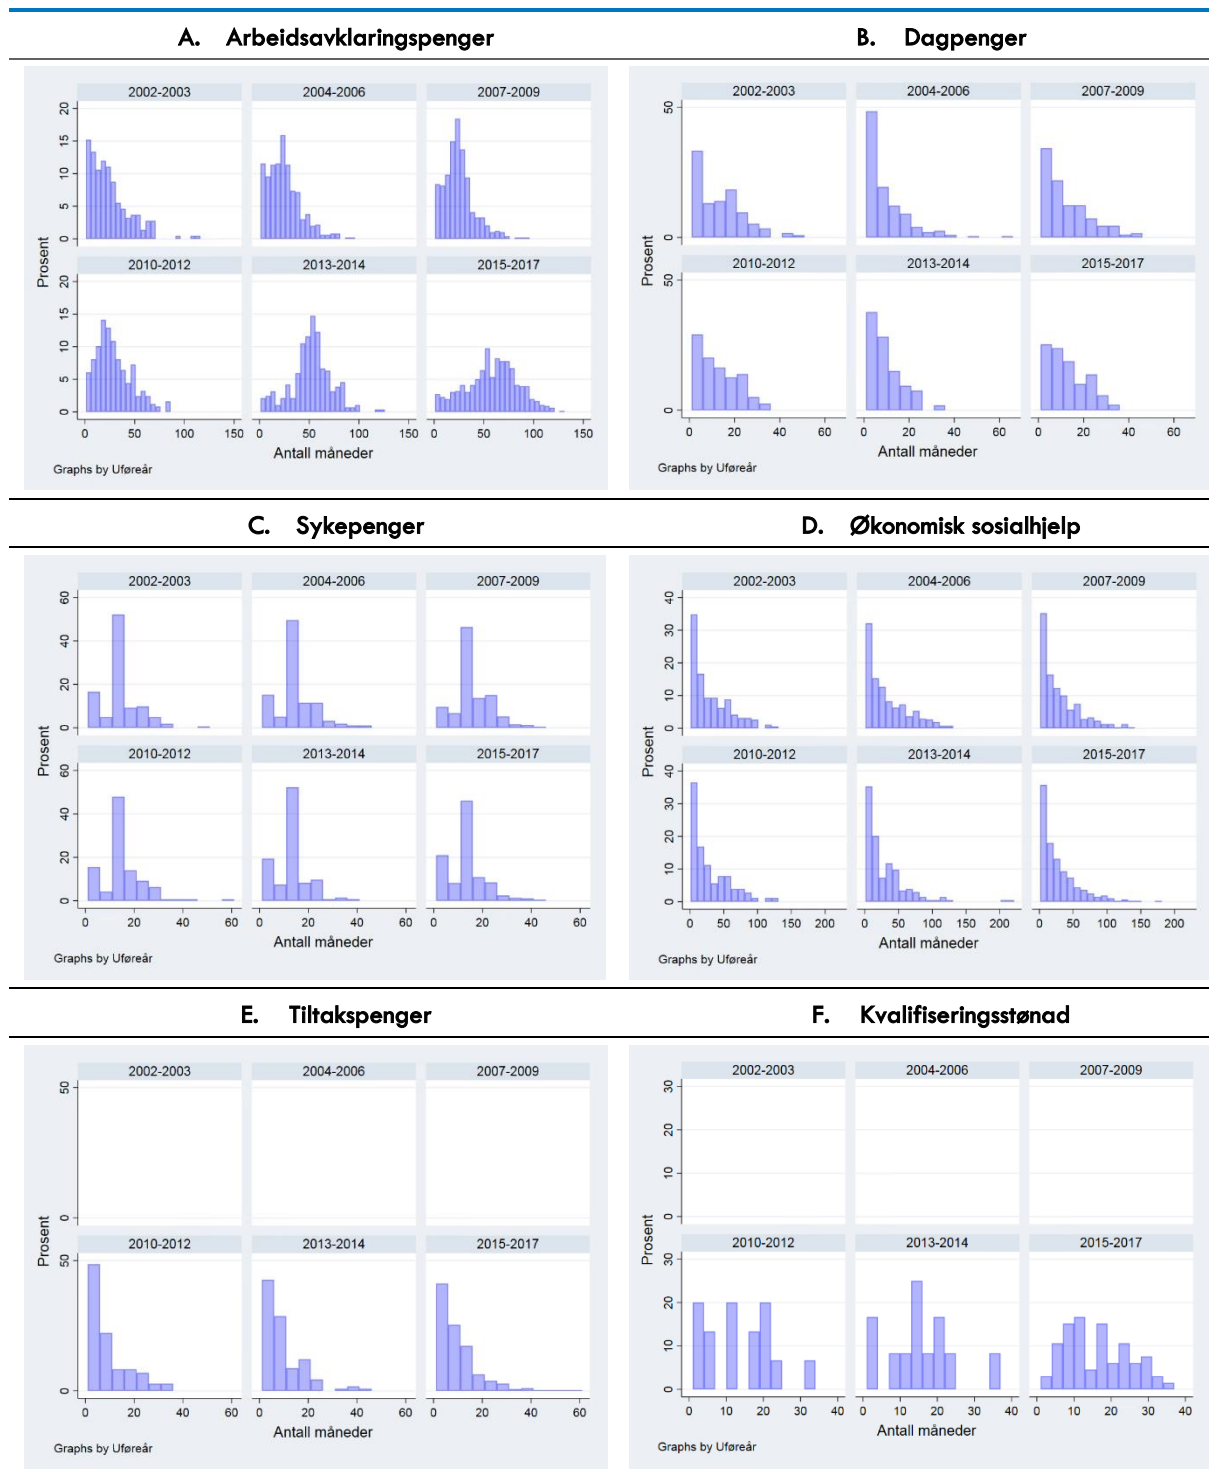 A. Arbeidsavklaringspenger
B. Dagpenger
2002-2003 2004-2006 2007-2009
20
15
10
5
0
Prosent
2010-2012 2013-2014 2015-2017
20
15
10
5
0
0 50 100 150 0 50 100 150 0 50 100 150
Antall måneder
Graphs by Uføreår
2002-2003 2004-2006 2007-2009
50
0
Prosent
2010-2012 2013-2014 2015-2017
50
0
0 20 40 60 0 20 40 60 0 20 40 60
Antall måneder
Graphs by Uføreår
C. Sykepenger
D. Økonomisk sosialhjelp
2002-2003 2004-2006 2007-2009
60
40
20
0
Prosent
2010-2012 2013-2014 2015-2017
60
40
20
0
0 20 40 60 0 20 40 60 0 20 40 60
Antall måneder
Graphs by Uføreår
2002-2003 2004-2006 2007-2009
40
30
20
10
0
Prosent
2010-2012 2013-2014 2015-2017
40
30
20
10
0
0 50 100 150 200 0 50 100 150 200 0 50 100 150 200
Antall måneder
Graphs by Uføreår
E. Tiltakspenger
F. Kvalifiseringsstønad
2002-2003 2004-2006 2007-2009
50
0
Prosent
2010-2012 2013-2014 2015-2017
50
0
0 20 40 60 0 20 40 60 0 20 40 60
Antall måneder
Graphs by Uføreår
2002-2003 2004-2006 2007-2009
30
20
10
0
Prosent
2010-2012 2013-2014 2015-2017
30
20
10
0
0 10 20 30 40 0 10 20 30 40 0 10 20 30 40
Antall måneder
Graphs by Uføreår